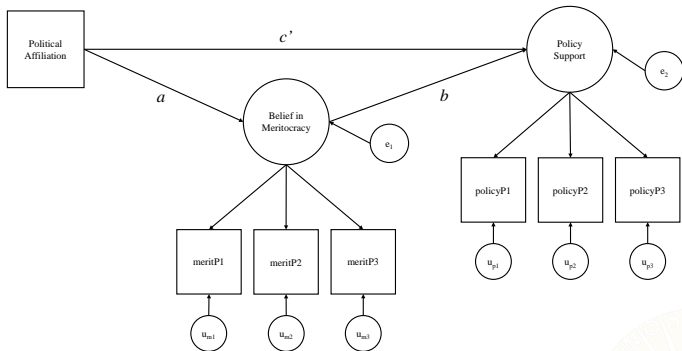 Political
Affiliation
c’
Policy
Support
e2
a
b
Belief in
Meritocracy
e1
policyP1
policyP2
policyP3
meritP1
meritP2
meritP3
up1
up2
up3
um1
um2
um3